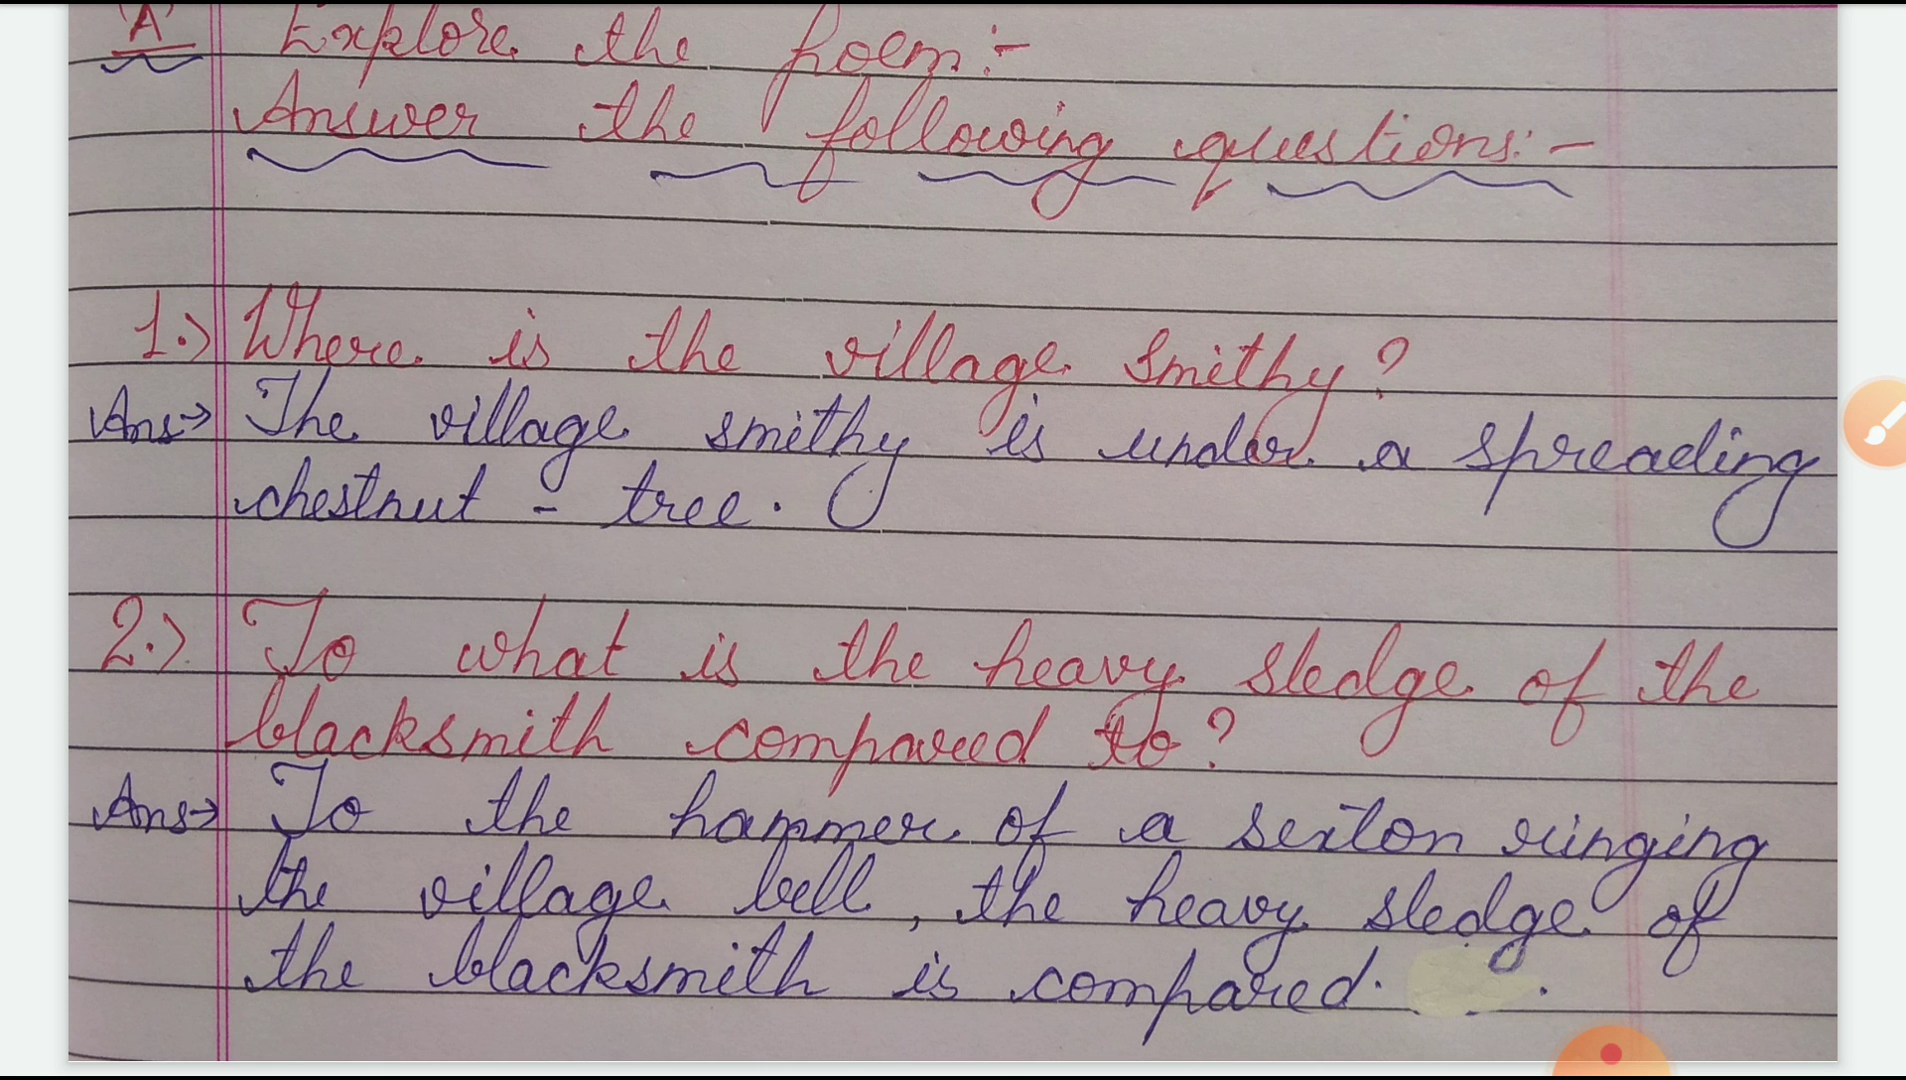 'A' Explore the poem:-
Answer the following questions:-
1.) Where is the village smithy?
Ans→ The village smithy is under a spreading
chestnut - tree.
2.) To what is the heavy sledge of the
blacksmith compared to?
Ans→ To the hammer of a sexton ringing
the village bell, the heavy sledge of
the blacksmith is compared.